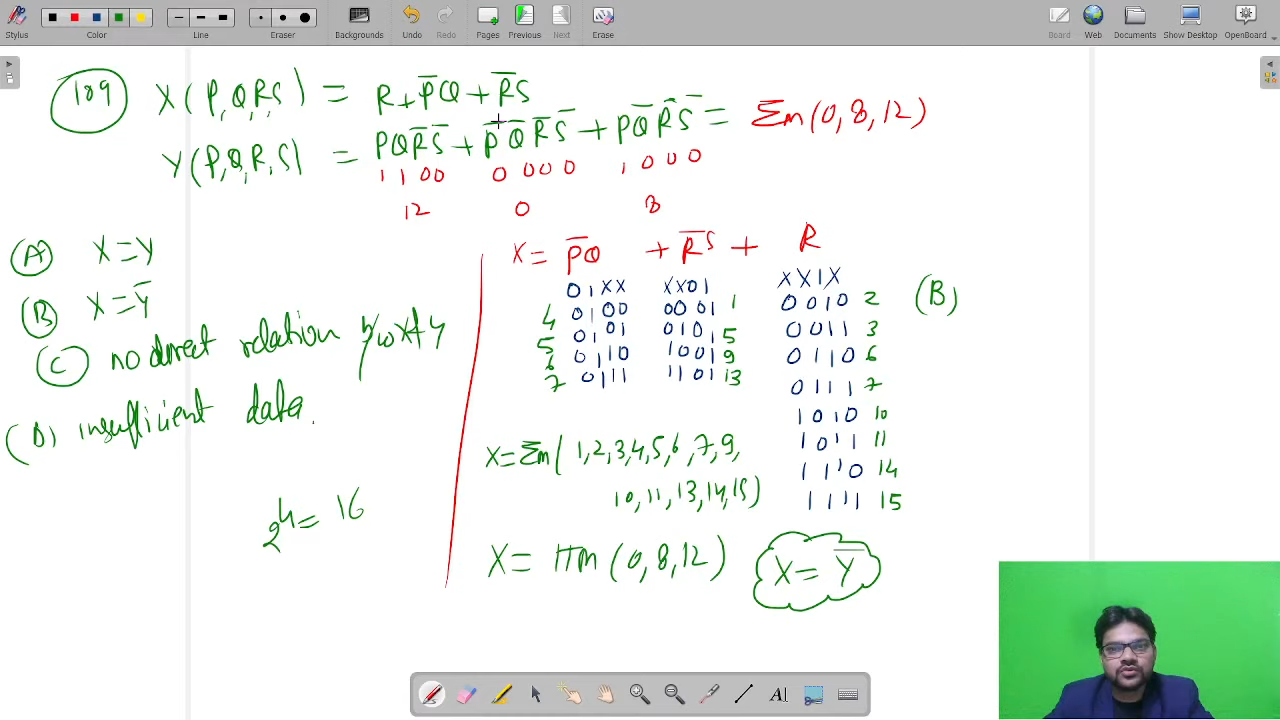 Stylus
Color
Line
Eraser
Backgrounds
Undo
Redo
Pages
Previous
Next
Erase
Board
Web
Documents
Show Desktop
OpenBoard
109 X(P,Q,R,S) = R + P̅Q + R̅S
Y(P,Q,R,S) = PQR̅S̅ + P̅Q̅R̅S̅ + PQ̅R̅S̅ = Σm(0,8,12)
1100 0000 1000
12 0 8
(A) X=Y
(B) X=Y̅
(C) no direct relation b/w X & Y
(D) insufficient data.
2⁴ = 16
X = P̅Q + R̅S + R
01XX XX01 XX1X
4 0100 0001 1 0010 2
5 0101 0101 5 0011 3
6 0110 1001 9 0110 6
7 0111 1101 13 0111 7
1010 10
1011 11
1110 14
1111 15
(B)
X=Σm(1,2,3,4,5,6,7,9,
10,11,13,14,15)
X= πm(0,8,12)
X= Y̅